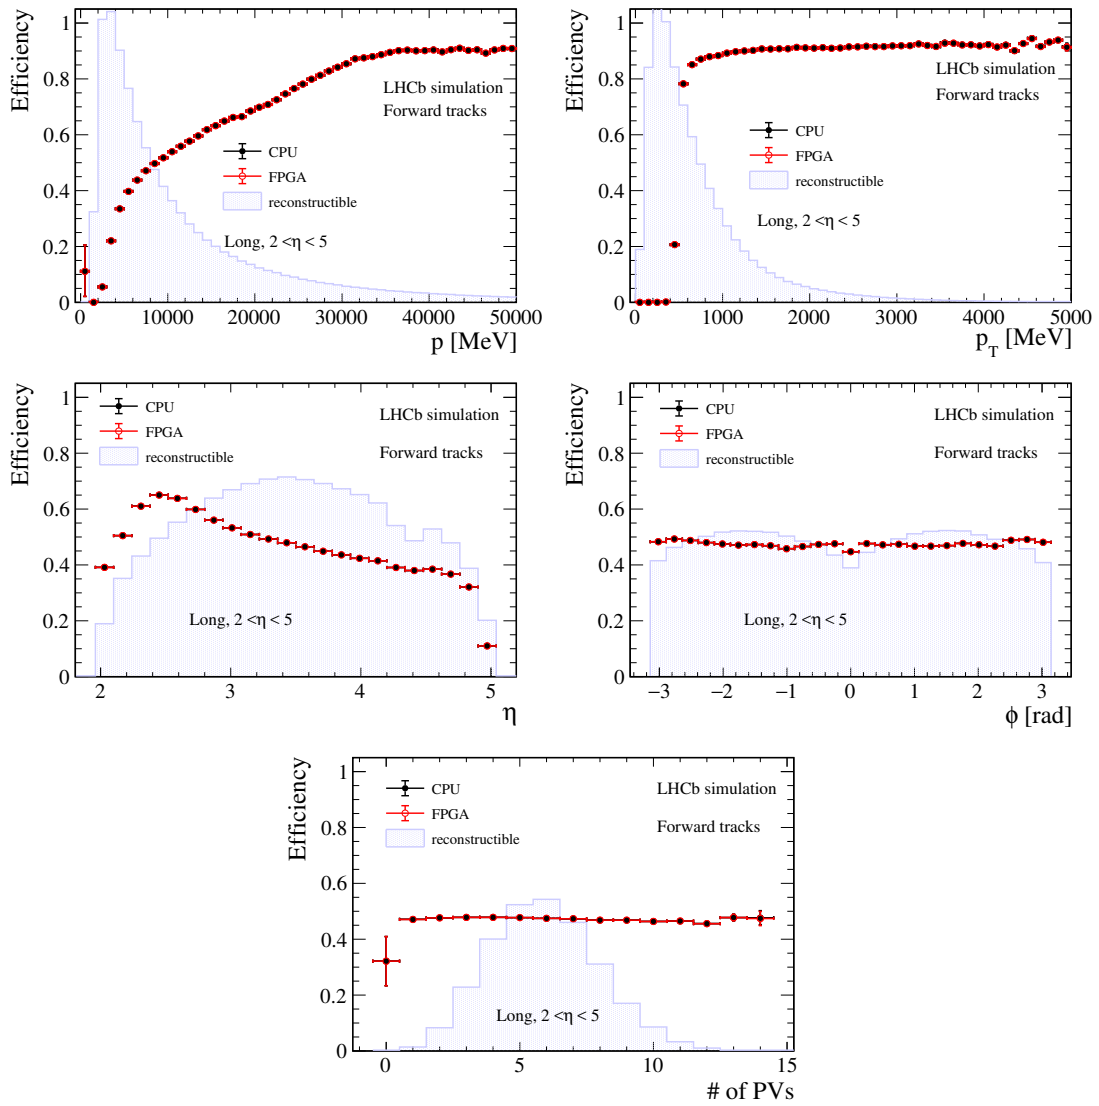 Efficiency
1
0.8
0.6
0.4
0.2
0
LHCb simulation
Forward tracks
CPU
FPGA
reconstructible
Long, 2 <η < 5
0 10000 20000 30000 40000 50000
p [MeV]
Efficiency
1
0.8
0.6
0.4
0.2
0
LHCb simulation
Forward tracks
CPU
FPGA
reconstructible
Long, 2 <η < 5
0 1000 2000 3000 4000 5000
p_T [MeV]
Efficiency
1
0.8
0.6
0.4
0.2
0
CPU
FPGA
reconstructible
LHCb simulation
Forward tracks
Long, 2 <η < 5
2 3 4 5
η
Efficiency
1
0.8
0.6
0.4
0.2
0
CPU
FPGA
reconstructible
LHCb simulation
Forward tracks
Long, 2 <η < 5
−3 −2 −1 0 1 2 3
ϕ [rad]
Efficiency
1
0.8
0.6
0.4
0.2
0
CPU
FPGA
reconstructible
LHCb simulation
Forward tracks
Long, 2 <η < 5
0 5 10 15
# of PVs